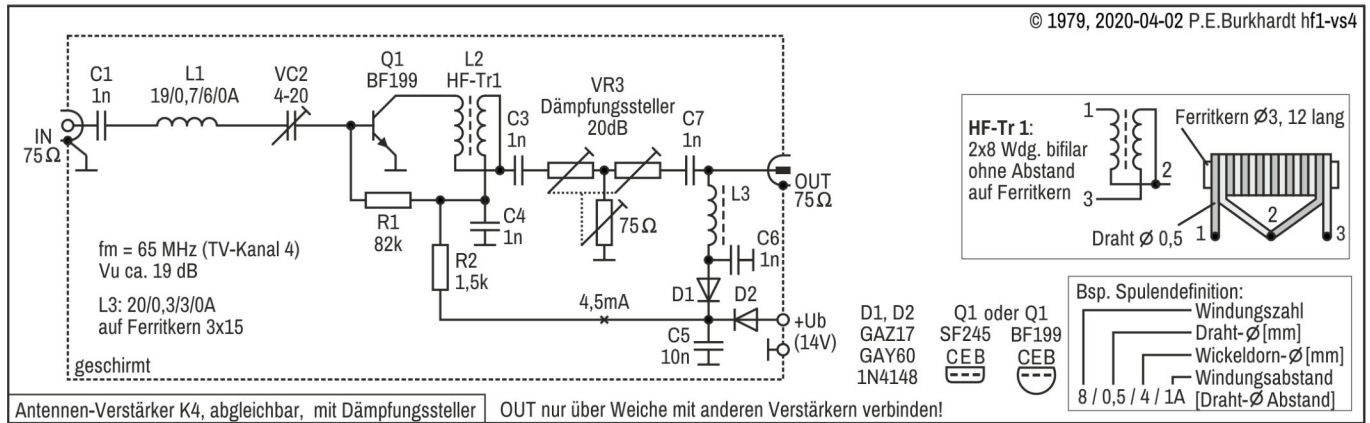 © 1979, 2020-04-02 P.E.Burkhardt hf1-vs4
C1
1n
L1
19/0,7/6/0A
VC2
4-20
Q1
BF199
L2
HF-Tr1
C3
1n
VR3
Dämpfungssteller
20dB
C7
1n
IN
75Ω
OUT
75Ω
L3
R1
82k
C4
1n
75Ω
C6
1n
R2
1,5k
fm = 65 MHz (TV-Kanal 4)
Vu ca. 19 dB
L3: 20/0,3/3/0A
auf Ferritkern 3x15
4,5mA
D1
D2
C5
10n
+Ub
(14V)
geschirmt
HF-Tr 1:
2x8 Wdg. bifilar
ohne Abstand
auf Ferritkern
1
2
3
Ferritkern Ø3, 12 lang
Draht Ø 0,5
1
2
3
D1, D2
GAZ17
GAY60
1N4148
Q1 oder Q1
SF245 BF199
CEB CEB
Bsp. Spulendefinition:
Windungszahl
Draht-Ø [mm]
Wickeldorn-Ø [mm]
Windungsabstand
8 / 0,5 / 4 / 1A [Draht-Ø Abstand]
Antennen-Verstärker K4, abgleichbar, mit Dämpfungssteller
OUT nur über Weiche mit anderen Verstärkern verbinden!